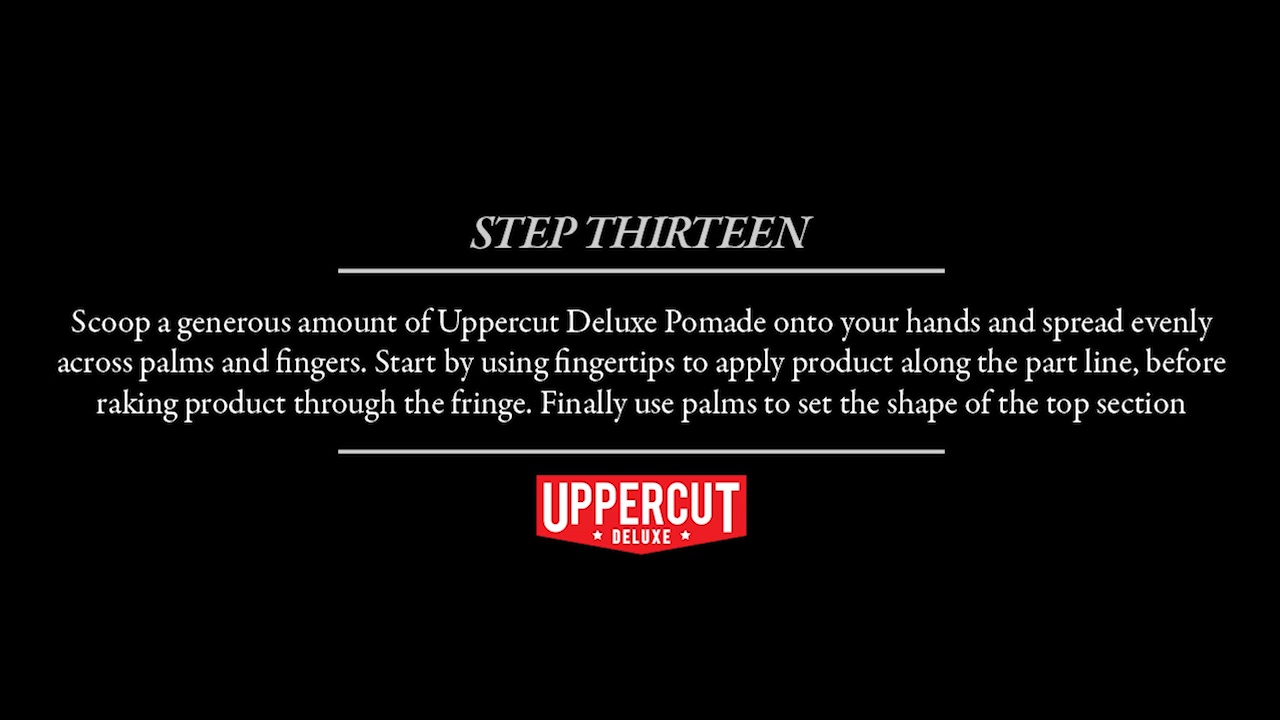 STEP THIRTEEN
Scoop a generous amount of Uppercut Deluxe Pomade onto your hands and spread evenly
across palms and fingers. Start by using fingertips to apply product along the part line, before
raking product through the fringe. Finally use palms to set the shape of the top section
UPPERCUT
DELUXE